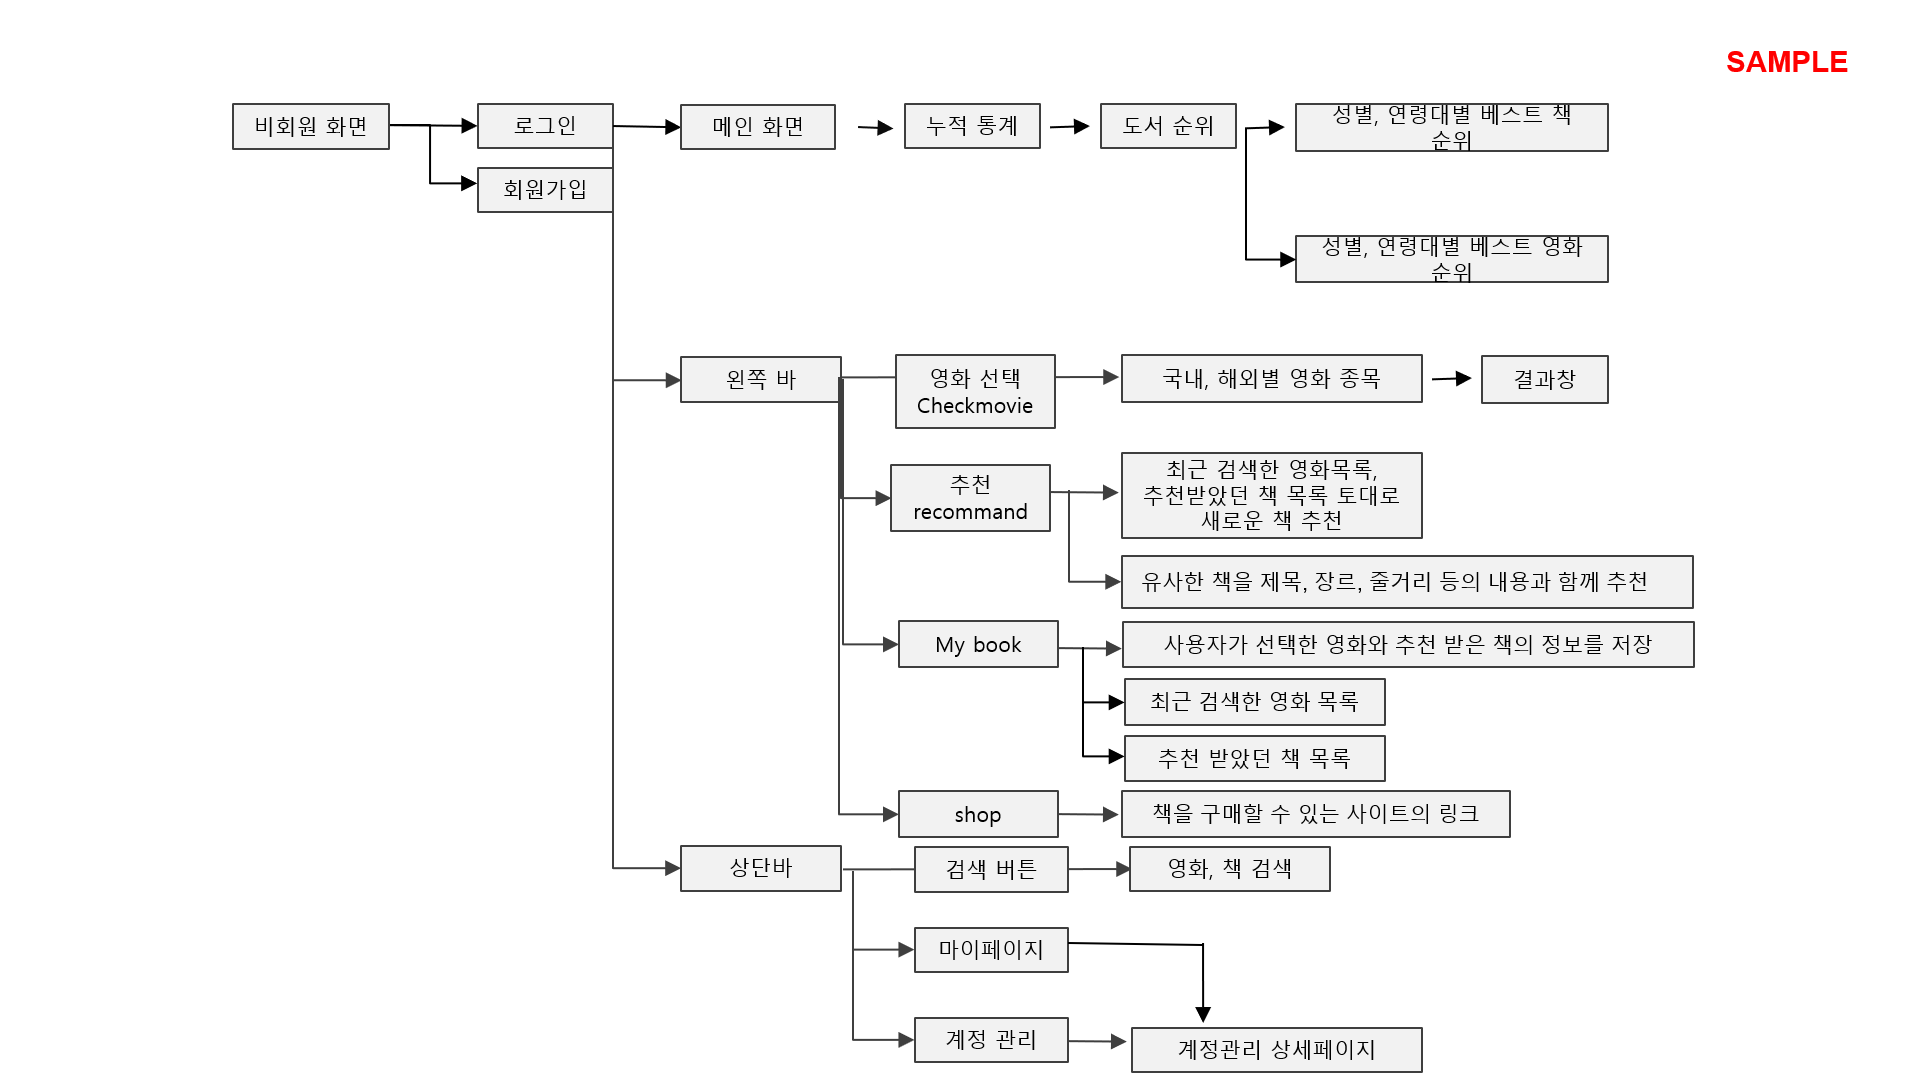 SAMPLE
비회원 화면
로그인
메인 화면
누적 통계
도서 순위
성별, 연령대별 베스트 책
순위
회원가입
성별, 연령대별 베스트 영화
순위
왼쪽 바
영화 선택
Checkmovie
국내, 해외별 영화 종목
결과창
추천
recommand
최근 검색한 영화목록,
추천받았던 책 목록 토대로
새로운 책 추천
유사한 책을 제목, 장르, 줄거리 등의 내용과 함께 추천
My book
사용자가 선택한 영화와 추천 받은 책의 정보를 저장
최근 검색한 영화 목록
추천 받았던 책 목록
shop
책을 구매할 수 있는 사이트의 링크
상단바
검색 버튼
영화, 책 검색
마이페이지
계정 관리
계정관리 상세페이지